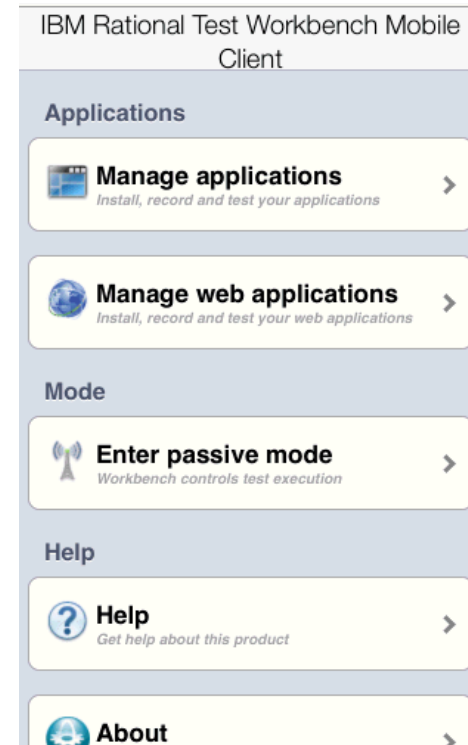 IBM Rational Test Workbench Mobile
Client
Applications
Manage applications
Install, record and test your applications
Manage web applications
Install, record and test your web applications
Mode
Enter passive mode
Workbench controls test execution
Help
Help
Get help about this product
About